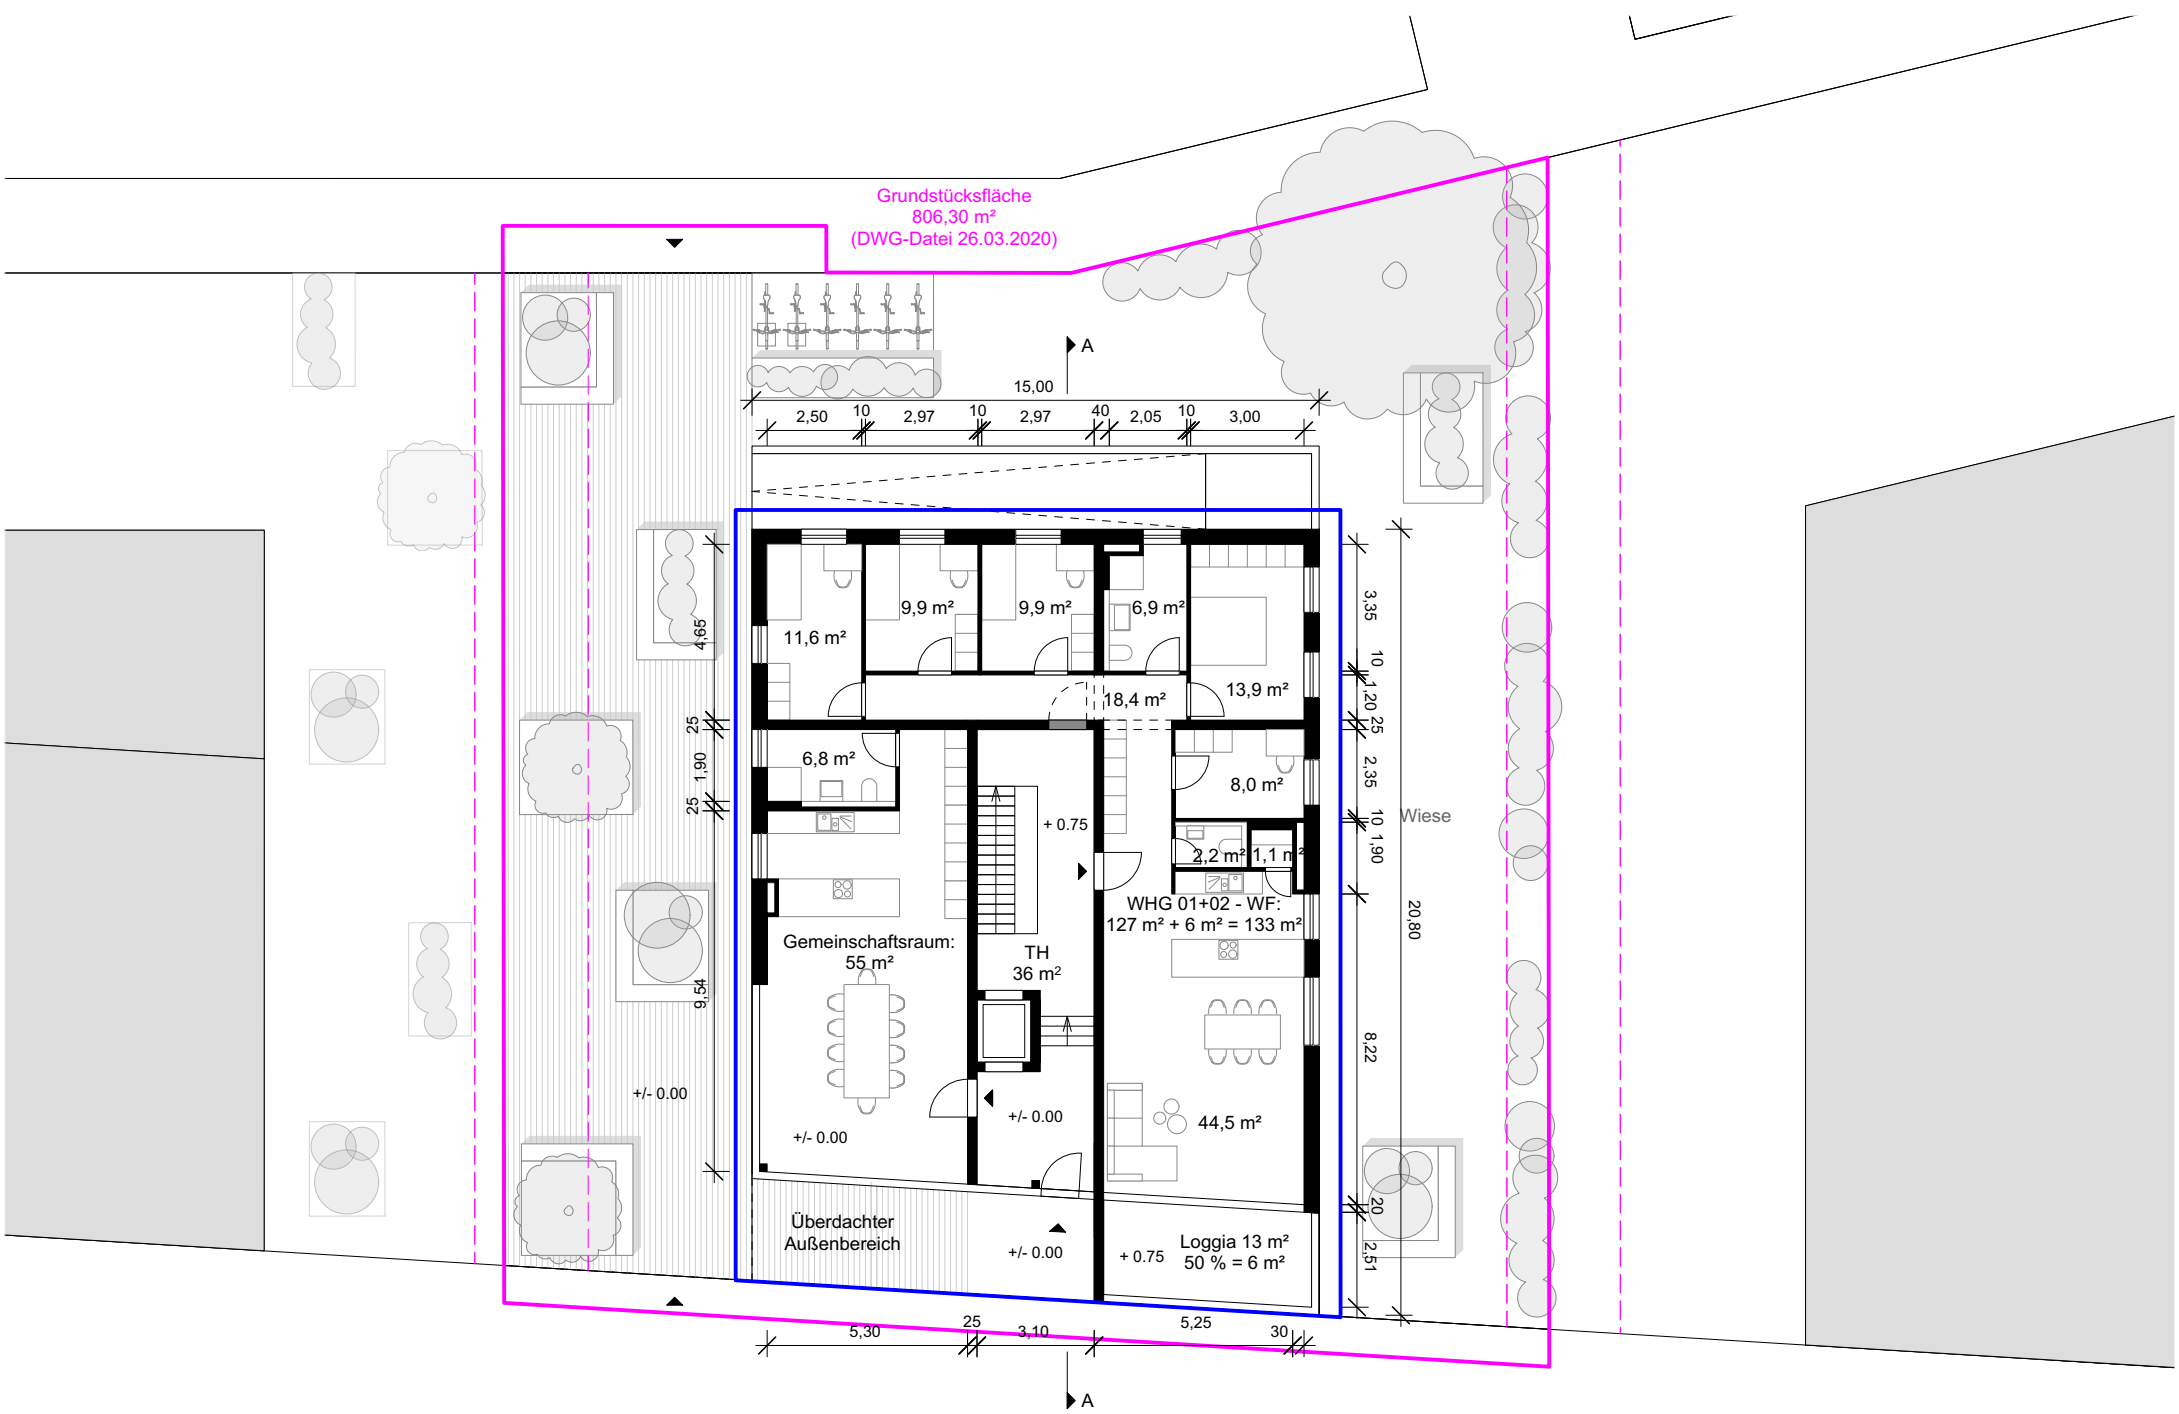 Grundstücksfläche
806,30 m²
(DWG-Datei 26.03.2020)
A
15,00
2,50 10 2,97 10 2,97 40 2,05 10 3,00
4,65
25
1,90
25
9,54
11,6 m²
9,9 m²
9,9 m²
6,9 m²
13,9 m²
18,4 m²
6,8 m²
8,0 m²
+ 0.75
2,2 m²
1,1 m²
WHG 01+02 - WF:
127 m² + 6 m² = 133 m²
Gemeinschaftsraum:
55 m²
TH
36 m²
44,5 m²
+/- 0.00
+/- 0.00
+/- 0.00
Überdachter
Außenbereich
+/- 0.00
+ 0.75
Loggia 13 m²
50 % = 6 m²
3,35
10
1,20
25
2,35
10
1,90
8,22
20
2,51
20,80
Wiese
5,30 25 3,10 5,25 30
A